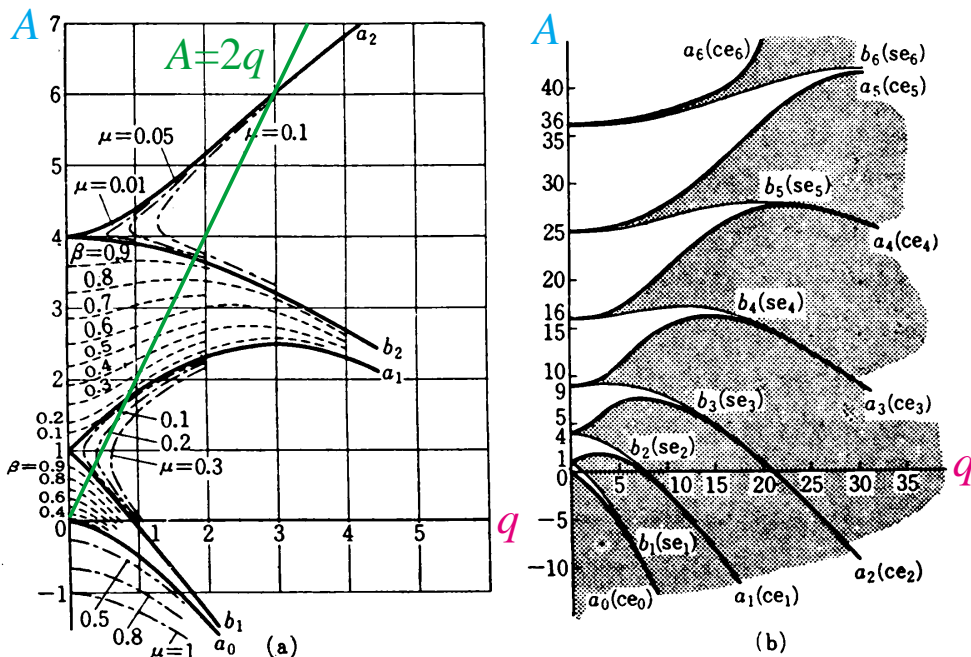 A
7
6
5
4
3
2
1
0
−1
A=2q
a₂
μ=0.05
μ=0.1
μ=0.01
β=0.9
0.8
0.7
0.6
0.5
0.4
0.3
0.2
0.1
b₂
a₁
0.1
0.2
μ=0.3
β=0.9
0.8
0.6
0.4
1 2 3 4 5 q
0.5
0.8
μ=1
b₁
a₀
(a)
A
40
36
35
30
25
20
16
15
10
9
5
4
1
0
−5
−10
a₆(ce₆)
b₆(se₆)
a₅(ce₅)
b₅(se₅)
a₄(ce₄)
b₄(se₄)
a₃(ce₃)
b₃(se₃)
b₂(se₂)
5 10 15 20 25 30 35 q
b₁(se₁)
a₀(ce₀)
a₁(ce₁)
a₂(ce₂)
(b)